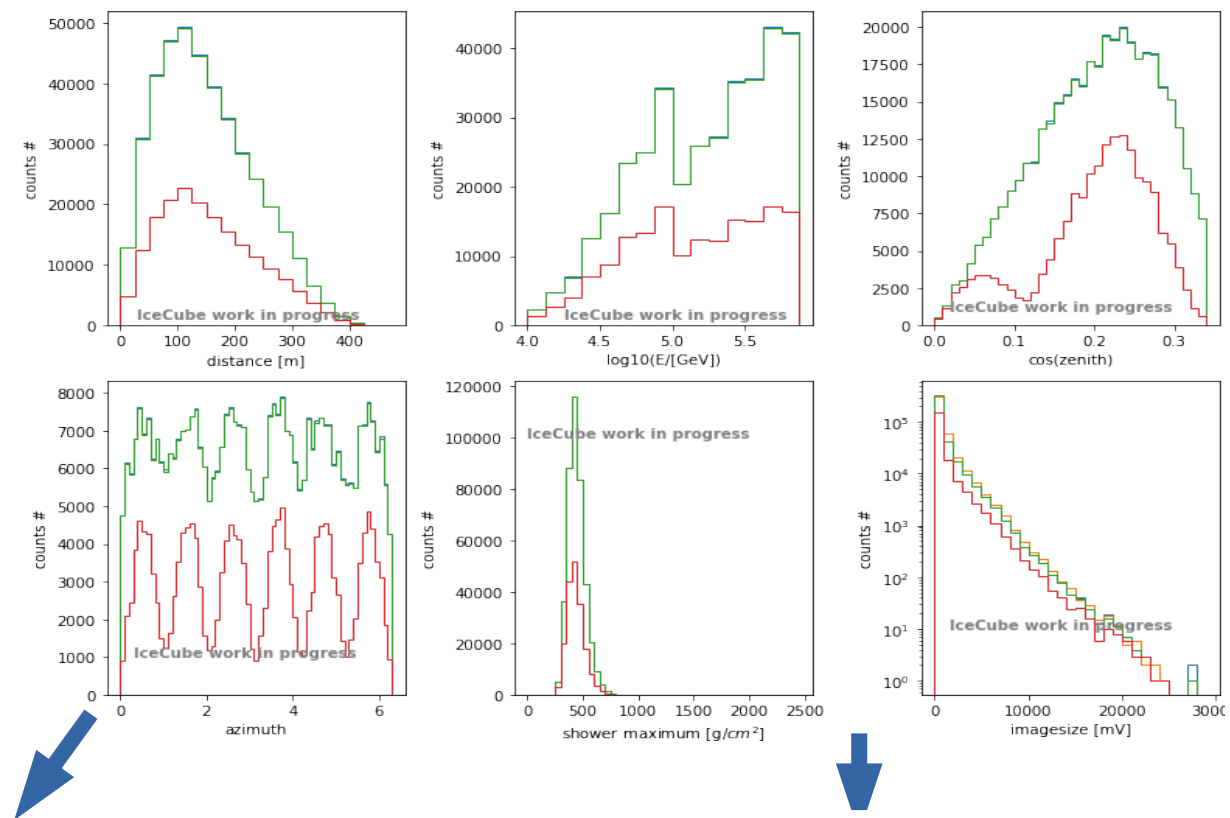 50000
40000
30000
20000
10000
0
counts #
IceCube work in progress
0 100 200 300 400
distance [m]
40000
30000
20000
10000
0
counts #
IceCube work in progress
4.0 4.5 5.0 5.5
log10(E/[GeV])
20000
17500
15000
12500
10000
7500
5000
2500
0
counts #
IceCube work in progress
0.0 0.1 0.2 0.3
cos(zenith)
8000
7000
6000
5000
4000
3000
2000
1000
0
counts #
IceCube work in progress
0 2 4 6
azimuth
120000
100000
80000
60000
40000
20000
0
counts #
IceCube work in progress
0 500 1000 1500 2000 2500
shower maximum [g/cm²]
10⁵
10⁴
10³
10²
10¹
10⁰
counts #
IceCube work in progress
0 10000 20000 3000
imagesize [mV]